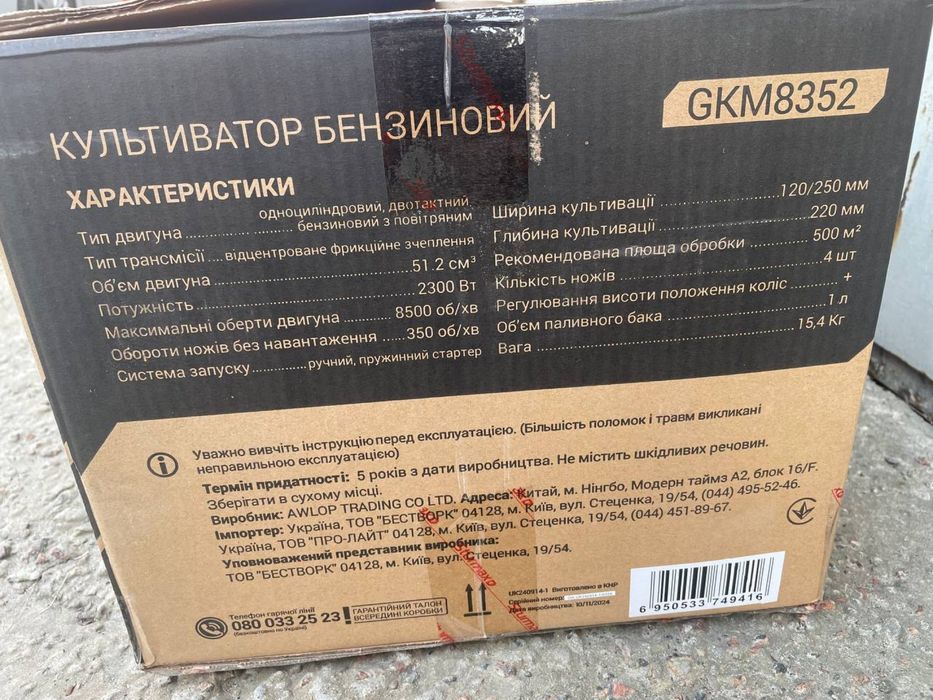 КУЛЬТИВАТОР БЕНЗИНОВИЙ
GKM8352
ХАРАКТЕРИСТИКИ
Тип двигуна ........ одноциліндровий, двотактний,
бензиновий з повітряним
Тип трансмісії .... відцентрове фрикційне зчеплення
Об'єм двигуна ........ 51.2 см³
Потужність ........ 2300 Вт
Максимальні оберти двигуна ........ 8500 об/хв
Обороти ножів без навантаження ........ 350 об/хв
Система запуску ........ ручний, пружинний стартер
Ширина культивації ........ 120/250 мм
Глибина культивації ........ 220 мм
Рекомендована площа обробки ........ 500 м²
Кількість ножів ........ 4 шт
Регулювання висоти положення коліс ........ +
Об'єм паливного бака ........ 1 л
Вага ........ 15,4 Кг
Уважно вивчіть інструкцію перед експлуатацією. (Більшість поломок і травм викликані
неправильною експлуатацією)
Термін придатності: 5 років з дати виробництва. Не містить шкідливих речовин.
Зберігати в сухому місці.
Виробник: AWLOP TRADING CO LTD. Адреса: Китай, м. Нінгбо, Модерн таймз А2, блок 16/F.
Імпортер: Україна, ТОВ "БЕСТВОРК" 04128, м. Київ, вул. Стеценка, 19/54, (044) 495-52-46.
Україна, ТОВ "ПРО-ЛАЙТ" 04128, м. Київ, вул. Стеценка, 19/54, (044) 451-89-67.
Уповноважений представник виробника:
ТОВ "БЕСТВОРК" 04128, м. Київ, вул. Стеценка, 19/54.
Телефон гарячої лінії
080 033 25 23
(безкоштовно по Україні)
! ГАРАНТІЙНИЙ ТАЛОН
ВСЕРЕДИНІ КОРОБКИ
UK240914-1 Виготовлено в КНР
Серійний номер:
Дата виробництва: 10/11/2024
6 950533 749416